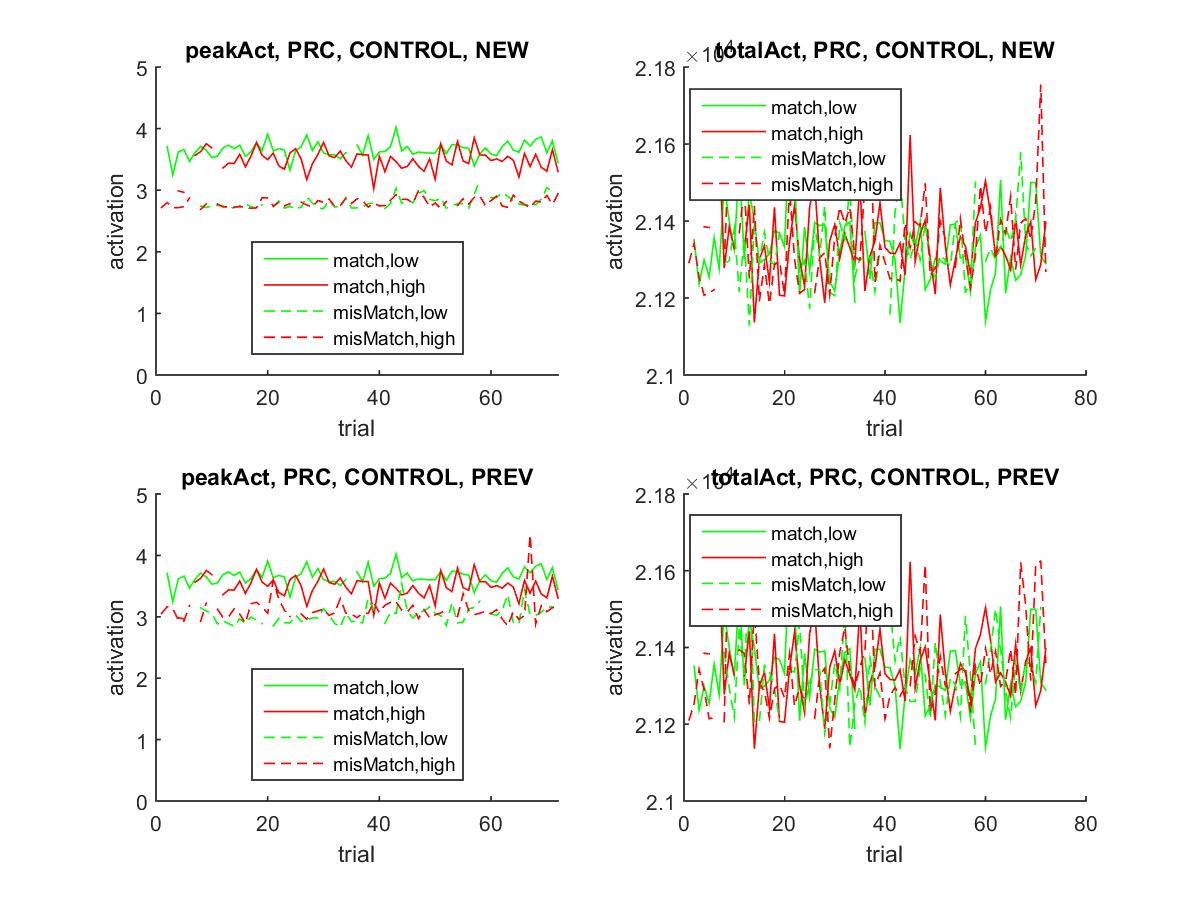 peakAct, PRC, CONTROL, NEW
5
4
3
2
1
0
activation
match,low
match,high
misMatch,low
misMatch,high
0 20 40 60
trial
×10⁴
totalAct, PRC, CONTROL, NEW
2.18
2.16
2.14
2.12
2.1
activation
match,low
match,high
misMatch,low
misMatch,high
0 20 40 60 80
trial
peakAct, PRC, CONTROL, PREV
5
4
3
2
1
0
activation
match,low
match,high
misMatch,low
misMatch,high
0 20 40 60
trial
×10⁴
totalAct, PRC, CONTROL, PREV
2.18
2.16
2.14
2.12
2.1
activation
match,low
match,high
misMatch,low
misMatch,high
0 20 40 60 80
trial